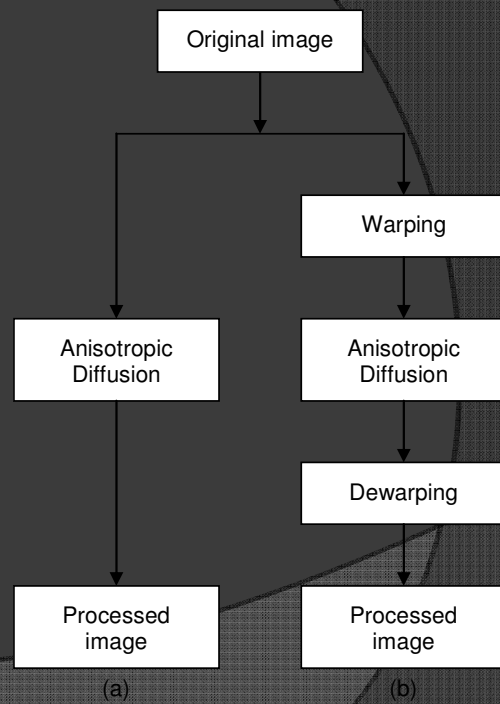 Original image
Warping
Anisotropic
Diffusion
Anisotropic
Diffusion
Dewarping
Processed
image
Processed
image
(a)
(b)